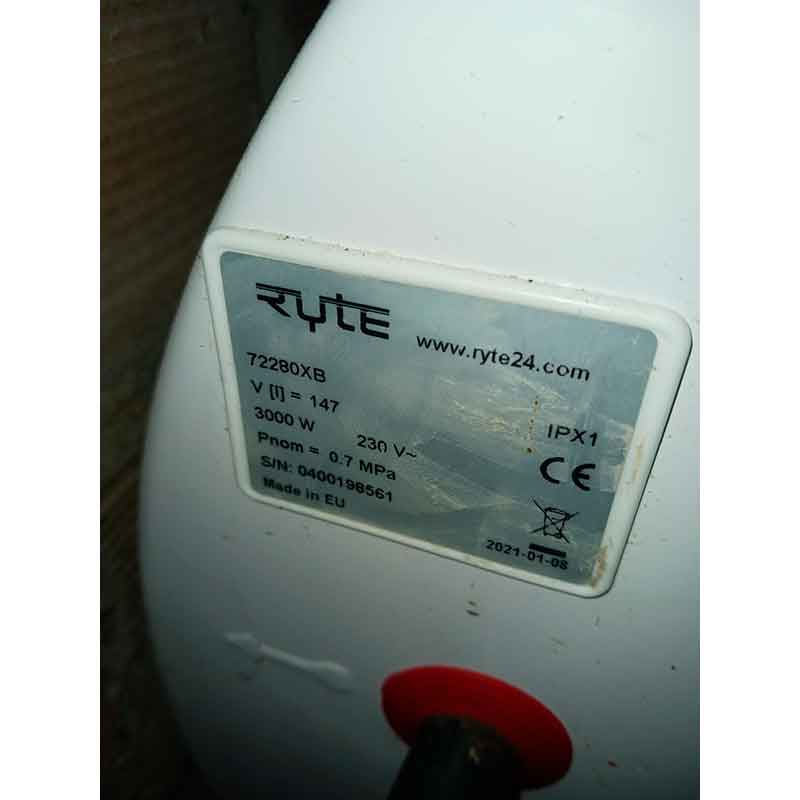 RYTE
www.ryte24.com
72280XB
V [l] = 147
3000 W 230 V~
IPX1
Pnom = 0.7 MPa
CE
S/N: 0400198561
Made in EU
2021-01-08